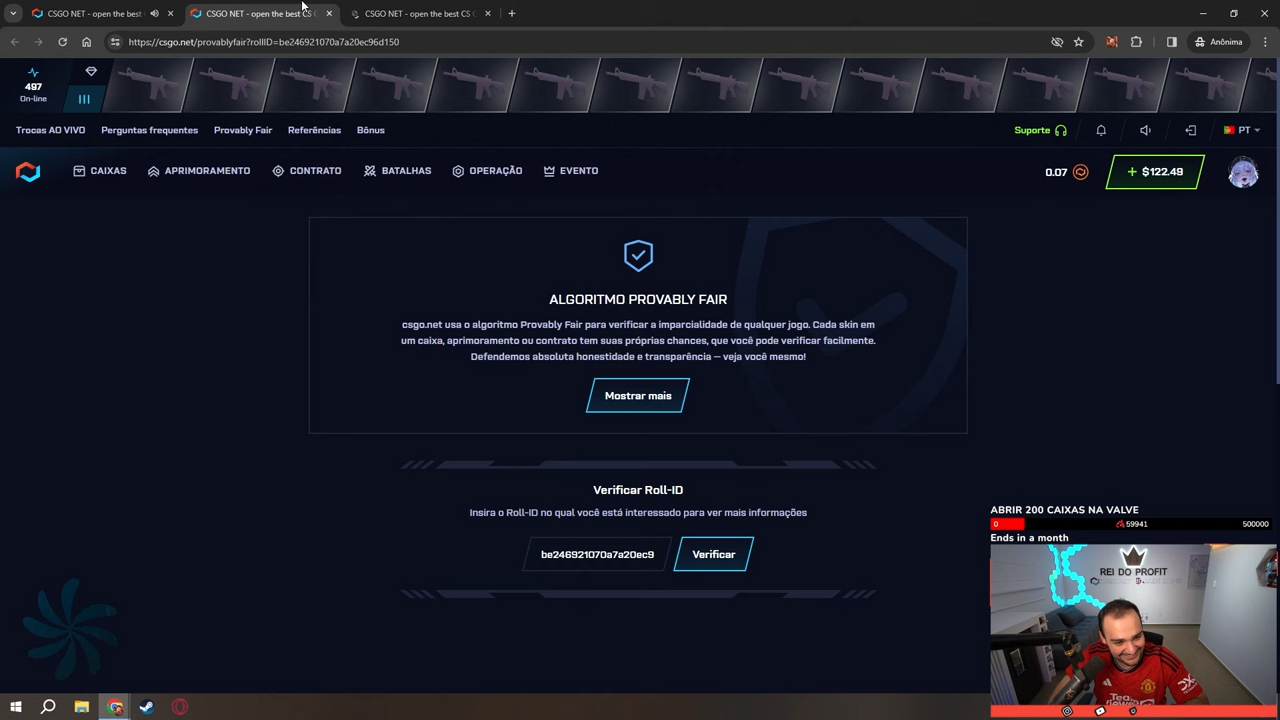 CSGO NET - open the best
CSGO NET - open the best CS
CSGO NET - open the best CS
https://csgo.net/provablyfair?rollID=be246921070a7a20ec96d150
Anônima
497
On-line
Trocas AO VIVO
Perguntas frequentes
Provably Fair
Referências
Bônus
Suporte
PT
CAIXAS
APRIMORAMENTO
CONTRATO
BATALHAS
OPERAÇÃO
EVENTO
0.07
+ $122.49
ALGORITMO PROVABLY FAIR
csgo.net usa o algoritmo Provably Fair para verificar a imparcialidade de qualquer jogo. Cada skin em
um caixa, aprimoramento ou contrato tem suas próprias chances, que você pode verificar facilmente.
Defendemos absoluta honestidade e transparência – veja você mesmo!
Mostrar mais
Verificar Roll-ID
Insira o Roll-ID no qual você está interessado para ver mais informações
be246921070a7a20ec9
Verificar
ABRIR 200 CAIXAS NA VALVE
0
59941
500000
Ends in a month
REI DO PROFIT